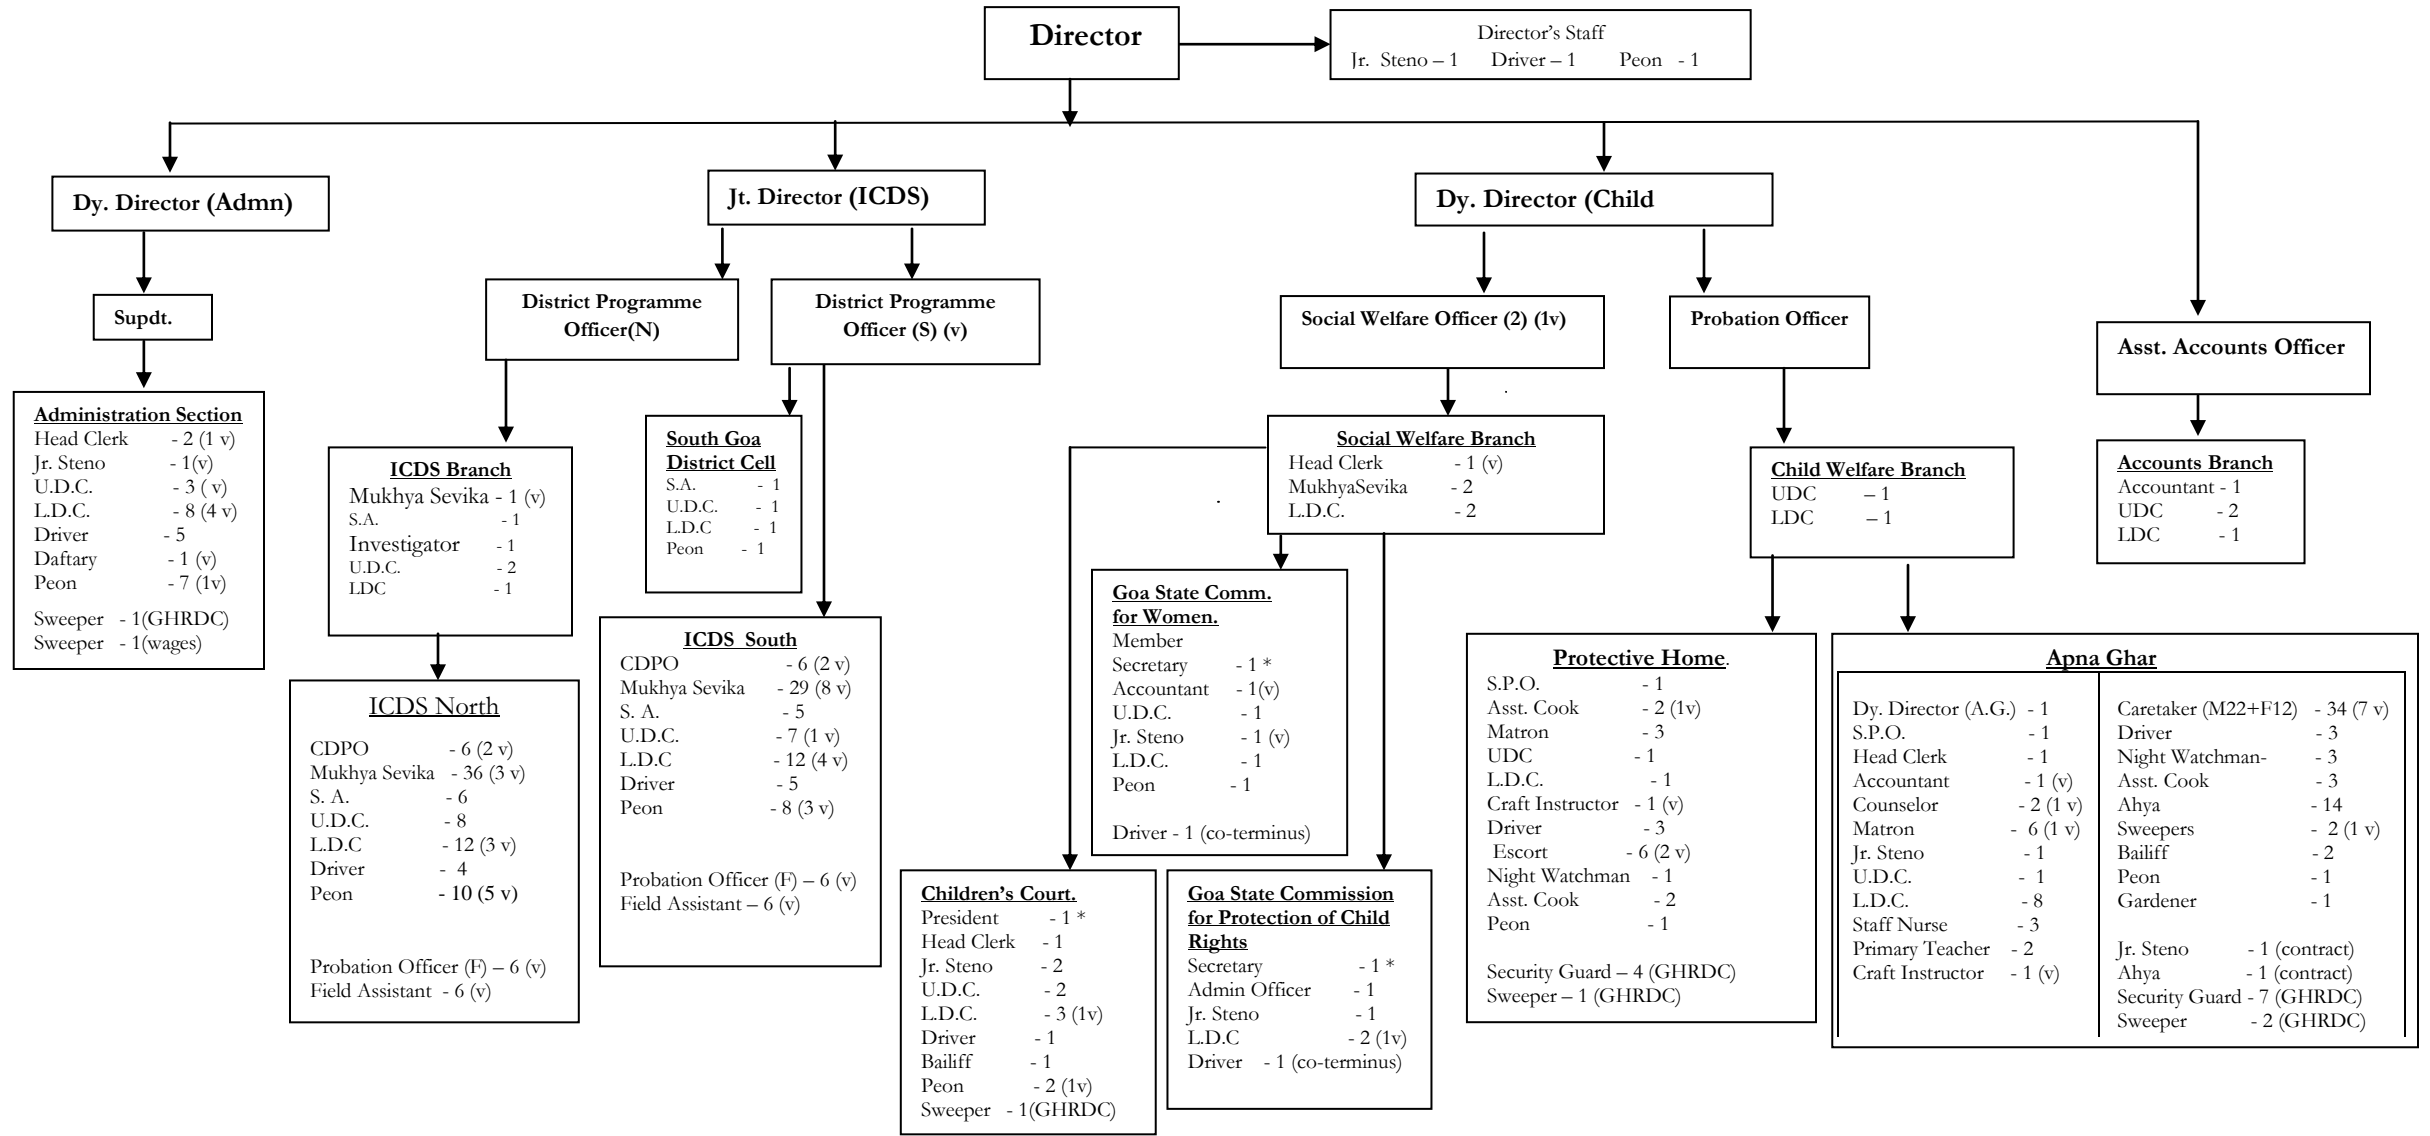 Director
Director's Staff
Jr. Steno – 1 Driver – 1 Peon - 1
Dy. Director (Admn)
Jt. Director (ICDS)
Dy. Director (Child
Supdt.
District Programme
Officer(N)
District Programme
Officer (S) (v)
Social Welfare Officer (2) (1v)
Probation Officer
Asst. Accounts Officer
Administration Section
Head Clerk - 2 (1 v)
Jr. Steno - 1(v)
U.D.C. - 3 ( v)
L.D.C. - 8 (4 v)
Driver - 5
Daftary - 1 (v)
Peon - 7 (1v)
Sweeper - 1(GHRDC)
Sweeper - 1(wages)
ICDS Branch
Mukhya Sevika - 1 (v)
S.A. - 1
Investigator - 1
U.D.C. - 2
LDC - 1
South Goa
District Cell
S.A. - 1
U.D.C. - 1
L.D.C - 1
Peon - 1
Social Welfare Branch
Head Clerk - 1 (v)
MukhyaSevika - 2
L.D.C. - 2
Child Welfare Branch
UDC – 1
LDC – 1
Accounts Branch
Accountant - 1
UDC - 2
LDC - 1
ICDS North
CDPO - 6 (2 v)
Mukhya Sevika - 36 (3 v)
S. A. - 6
U.D.C. - 8
L.D.C - 12 (3 v)
Driver - 4
Peon - 10 (5 v)
Probation Officer (F) – 6 (v)
Field Assistant - 6 (v)
ICDS South
CDPO - 6 (2 v)
Mukhya Sevika - 29 (8 v)
S. A. - 5
U.D.C. - 7 (1 v)
L.D.C - 12 (4 v)
Driver - 5
Peon - 8 (3 v)
Probation Officer (F) – 6 (v)
Field Assistant – 6 (v)
Goa State Comm.
for Women.
Member
Secretary - 1 *
Accountant - 1(v)
U.D.C. - 1
Jr. Steno - 1 (v)
L.D.C. - 1
Peon - 1
Driver - 1 (co-terminus)
Children's Court.
President - 1 *
Head Clerk - 1
Jr. Steno - 2
U.D.C. - 2
L.D.C. - 3 (1v)
Driver - 1
Bailiff - 1
Peon - 2 (1v)
Sweeper - 1(GHRDC)
Goa State Commission
for Protection of Child
Rights
Secretary - 1 *
Admin Officer - 1
Jr. Steno - 1
L.D.C - 2 (1v)
Driver - 1 (co-terminus)
Protective Home.
S.P.O. - 1
Asst. Cook - 2 (1v)
Matron - 3
UDC - 1
L.D.C. - 1
Craft Instructor - 1 (v)
Driver - 3
Escort - 6 (2 v)
Night Watchman - 1
Asst. Cook - 2
Peon - 1
Security Guard – 4 (GHRDC)
Sweeper – 1 (GHRDC)
Apna Ghar
Dy. Director (A.G.) - 1
S.P.O. - 1
Head Clerk - 1
Accountant - 1 (v)
Counselor - 2 (1 v)
Matron - 6 (1 v)
Jr. Steno - 1
U.D.C. - 1
L.D.C. - 8
Staff Nurse - 3
Primary Teacher - 2
Craft Instructor - 1 (v)
Caretaker (M22+F12) - 34 (7 v)
Driver - 3
Night Watchman- - 3
Asst. Cook - 3
Ahya - 14
Sweepers - 2 (1 v)
Bailiff - 2
Peon - 1
Gardener - 1
Jr. Steno - 1 (contract)
Ahya - 1 (contract)
Security Guard - 7 (GHRDC)
Sweeper - 2 (GHRDC)